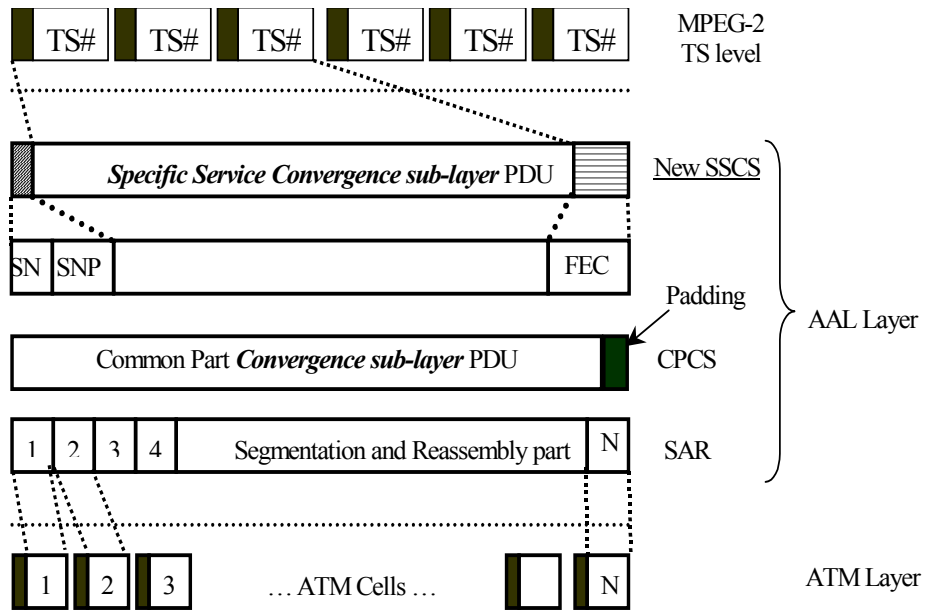 TS# TS# TS# TS# TS# TS#
MPEG-2
TS level
Specific Service Convergence sub-layer PDU
New SSCS
SN SNP FEC
Padding
AAL Layer
Common Part Convergence sub-layer PDU
CPCS
1 2 3 4 Segmentation and Reassembly part N
SAR
1 2 3 ... ATM Cells ... N
ATM Layer